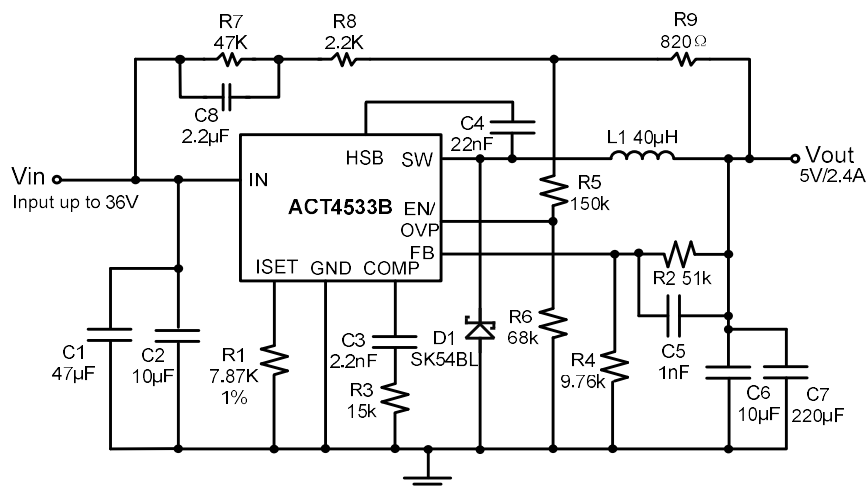 R7
47K
R8
2.2K
R9
820Ω
C8
2.2µF
C4
22nF
HSB
SW
L1 40µH
Vin
Input up to 36V
IN
Vout
5V/2.4A
ACT4533B
EN/
OVP
R5
150k
FB
ISET
GND
COMP
R2 51k
C1
47µF
C2
10µF
R1
7.87K
1%
C3
2.2nF
R3
15k
D1
SK54BL
R6
68k
R4
9.76k
C5
1nF
C6
10µF
C7
220µF